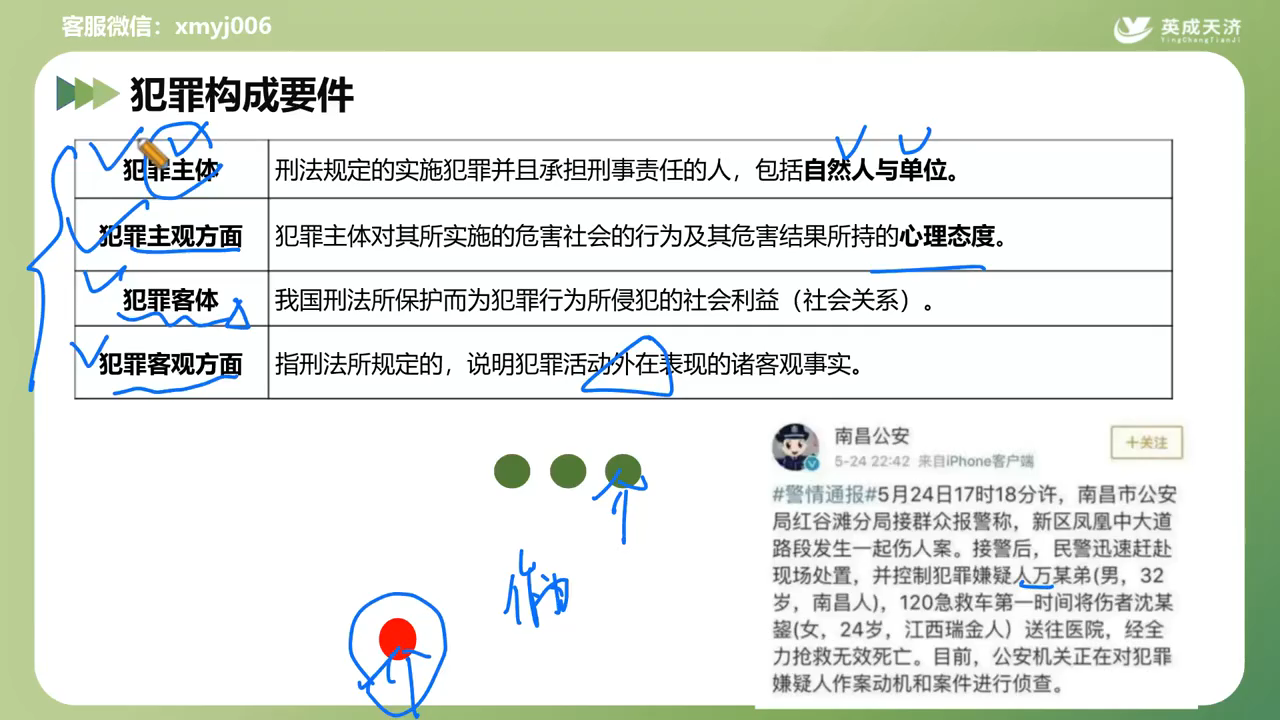 客服微信：xmyj006
英成天济
YingChengTianJi
犯罪构成要件
犯罪主体 刑法规定的实施犯罪并且承担刑事责任的人，包括自然人与单位。
犯罪主观方面 犯罪主体对其所实施的危害社会的行为及其危害结果所持的心理态度。
犯罪客体 我国刑法所保护而为犯罪行为所侵犯的社会利益（社会关系）。
犯罪客观方面 指刑法所规定的，说明犯罪活动外在表现的诸客观事实。
南昌公安
+关注
5-24 22:42 来自iPhone客户端
#警情通报#5月24日17时18分许，南昌市公安
局红谷滩分局接群众报警称，新区凤凰中大道
路段发生一起伤人案。接警后，民警迅速赶赴
现场处置，并控制犯罪嫌疑人万某弟(男，32
岁，南昌人)，120急救车第一时间将伤者沈某
鋆(女，24岁，江西瑞金人）送往医院，经全
力抢救无效死亡。目前，公安机关正在对犯罪
嫌疑人作案动机和案件进行侦查。